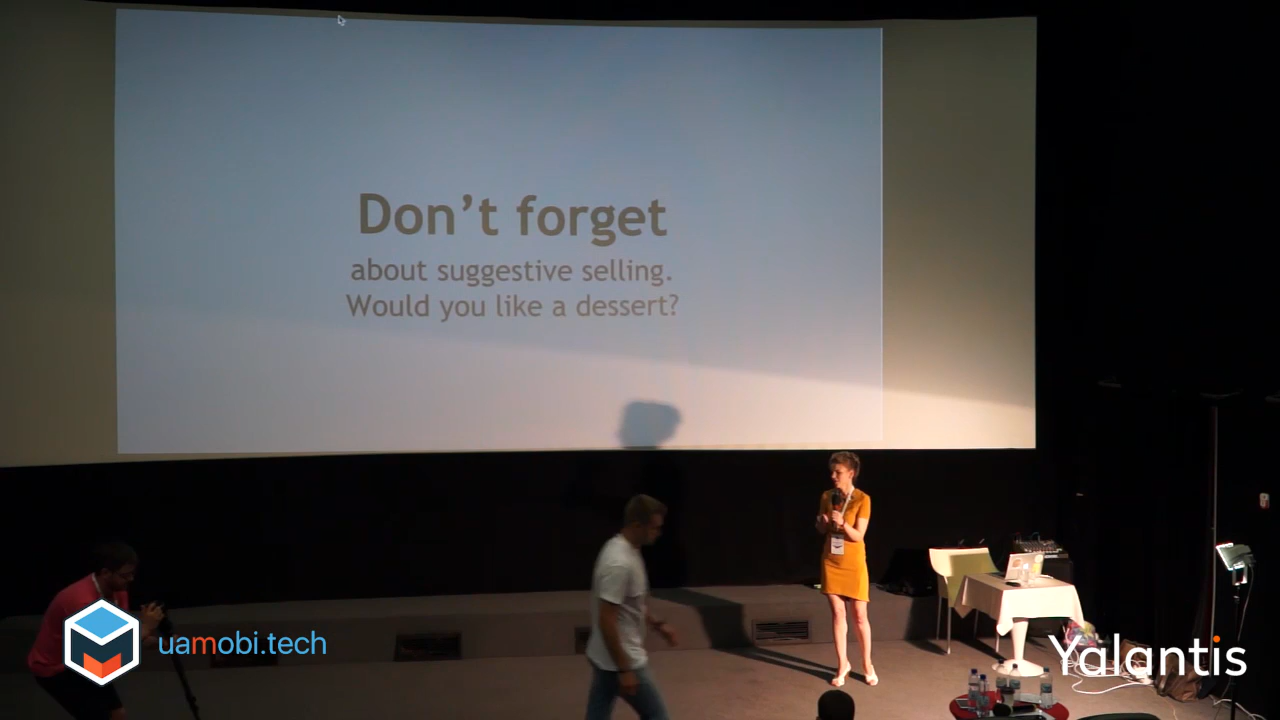 Don't forget
about suggestive selling.
Would you like a dessert?
uamobi.tech
Yalantis